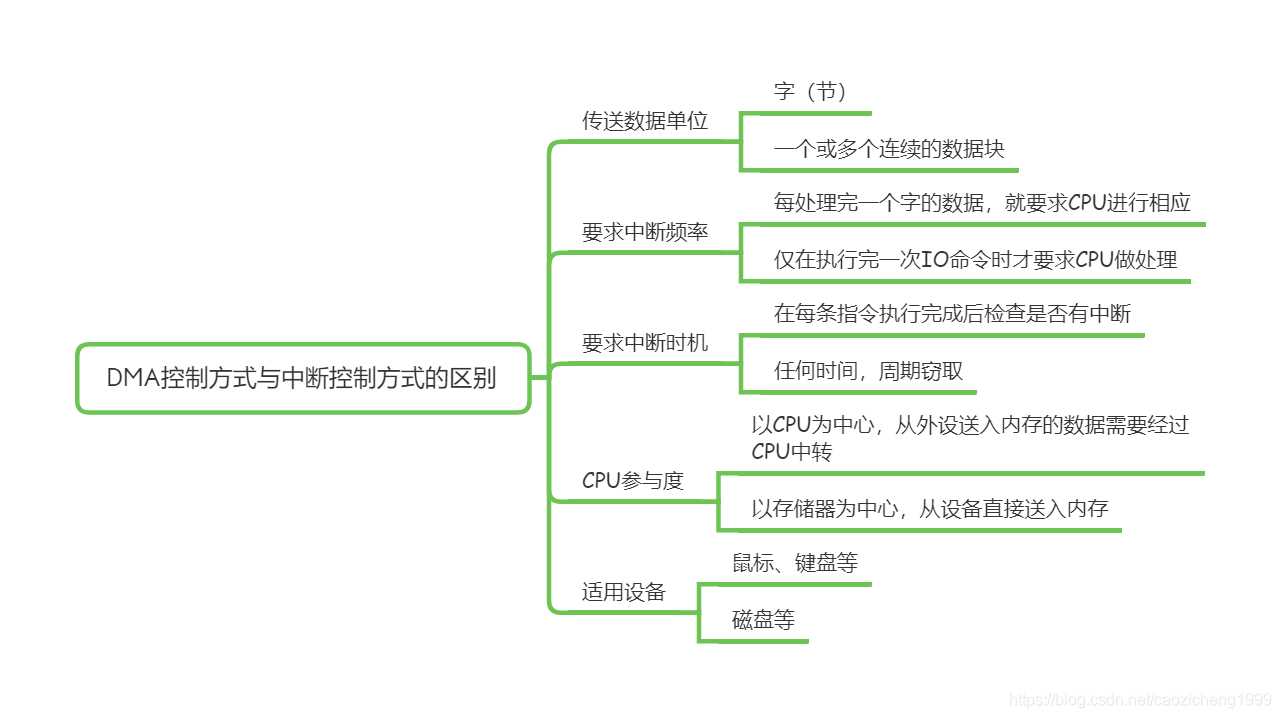 DMA控制方式与中断控制方式的区别
传送数据单位
字（节）
一个或多个连续的数据块
要求中断频率
每处理完一个字的数据，就要求CPU进行相应
仅在执行完一次IO命令时才要求CPU做处理
要求中断时机
在每条指令执行完成后检查是否有中断
任何时间，周期窃取
CPU参与度
以CPU为中心，从外设送入内存的数据需要经过
CPU中转
以存储器为中心，从设备直接送入内存
适用设备
鼠标、键盘等
磁盘等
https://blog.csdn.net/caozicheng1999